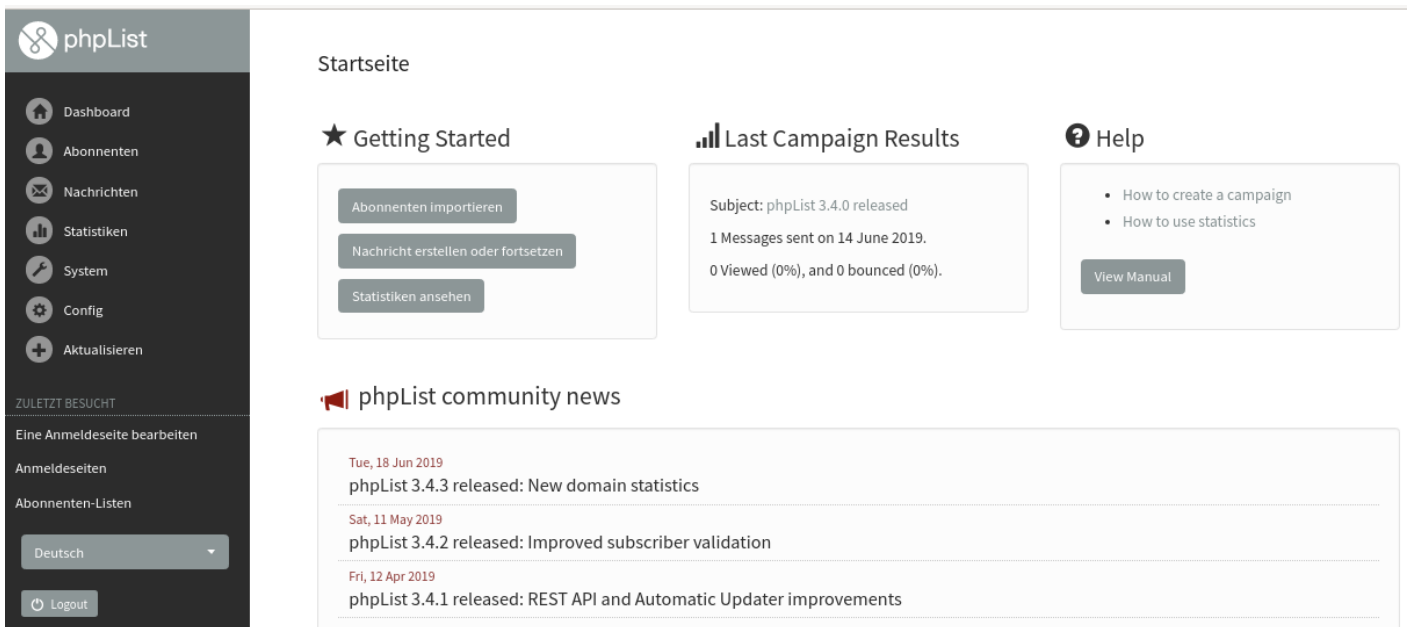 phpList
Dashboard
Abonnenten
Nachrichten
Statistiken
System
Config
Aktualisieren
ZULETZT BESUCHT
Eine Anmeldeseite bearbeiten
Anmeldeseiten
Abonnenten-Listen
Deutsch
Logout
Startseite
Getting Started
Abonnenten importieren
Nachricht erstellen oder fortsetzen
Statistiken ansehen
Last Campaign Results
Subject: phpList 3.4.0 released
1 Messages sent on 14 June 2019.
0 Viewed (0%), and 0 bounced (0%).
Help
How to create a campaign
How to use statistics
View Manual
phpList community news
Tue, 18 Jun 2019
phpList 3.4.3 released: New domain statistics
Sat, 11 May 2019
phpList 3.4.2 released: Improved subscriber validation
Fri, 12 Apr 2019
phpList 3.4.1 released: REST API and Automatic Updater improvements